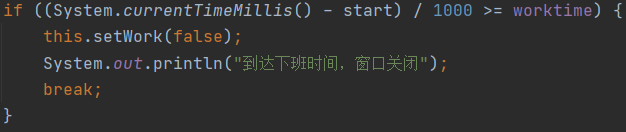 if ((System.currentTimeMillis() - start) / 1000 >= worktime) {
    this.setWork(false);
    System.out.println("到达下班时间，窗口关闭");
    break;
}